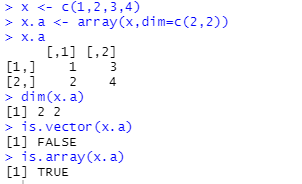 > x <- c(1,2,3,4)
> x.a <- array(x,dim=c(2,2))
> x.a
     [,1] [,2]
[1,]    1    3
[2,]    2    4
> dim(x.a)
[1] 2 2
> is.vector(x.a)
[1] FALSE
> is.array(x.a)
[1] TRUE